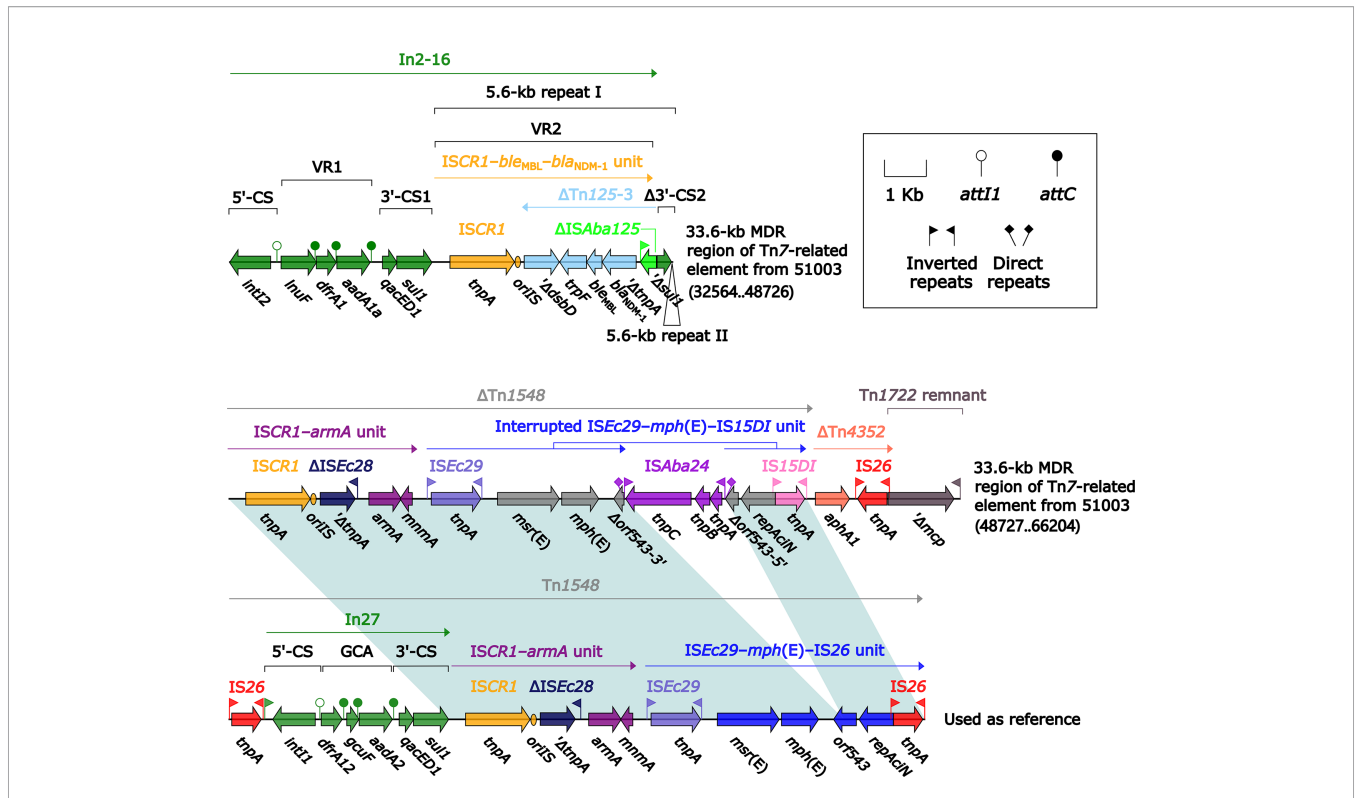 In2-16
5.6-kb repeat I
VR2
VR1
ISCR1–bleMBL–blaNDM-1 unit
5'-CS
3'-CS1
ΔTn125-3
Δ3'-CS2
ISCR1
ΔISAba125
33.6-kb MDR
region of Tn7-related
element from 51003
(32564..48726)
intI2
lnuF
dfrA1
aadA1a
qacED1
sul1
tnpA
oriIS
'ΔdsbD
trpF
bleMBL
blaNDM-1
'ΔtnpA
'Δsul1
5.6-kb repeat II
1 Kb
attI1
attC
Inverted
repeats
Direct
repeats
ΔTn1548
Tn1722 remnant
ISCR1–armA unit
Interrupted ISEc29–mph(E)–IS15DI unit
ΔTn4352
ISCR1
ΔISEc28
ISEc29
ISAba24
IS15DI
IS26
33.6-kb MDR
region of Tn7-related
element from 51003
(48727..66204)
tnpA
oriIS
'ΔtnpA
armA
mnmA
tnpA
msr(E)
mph(E)
Δorf543-3'
tnpC
tnpB
tnpA
Δorf543-5'
repAciN
tnpA
aphA1
tnpA
'Δmcp
Tn1548
In27
5'-CS
GCA
3'-CS
ISCR1–armA unit
ISEc29–mph(E)–IS26 unit
IS26
ISCR1
ΔISEc28
ISEc29
IS26
Used as reference
tnpA
intI1
dfrA12
gcuF
aadA2
qacED1
sul1
tnpA
oriIS
'ΔtnpA
armA
mnmA
tnpA
msr(E)
mph(E)
orf543
repAciN
tnpA